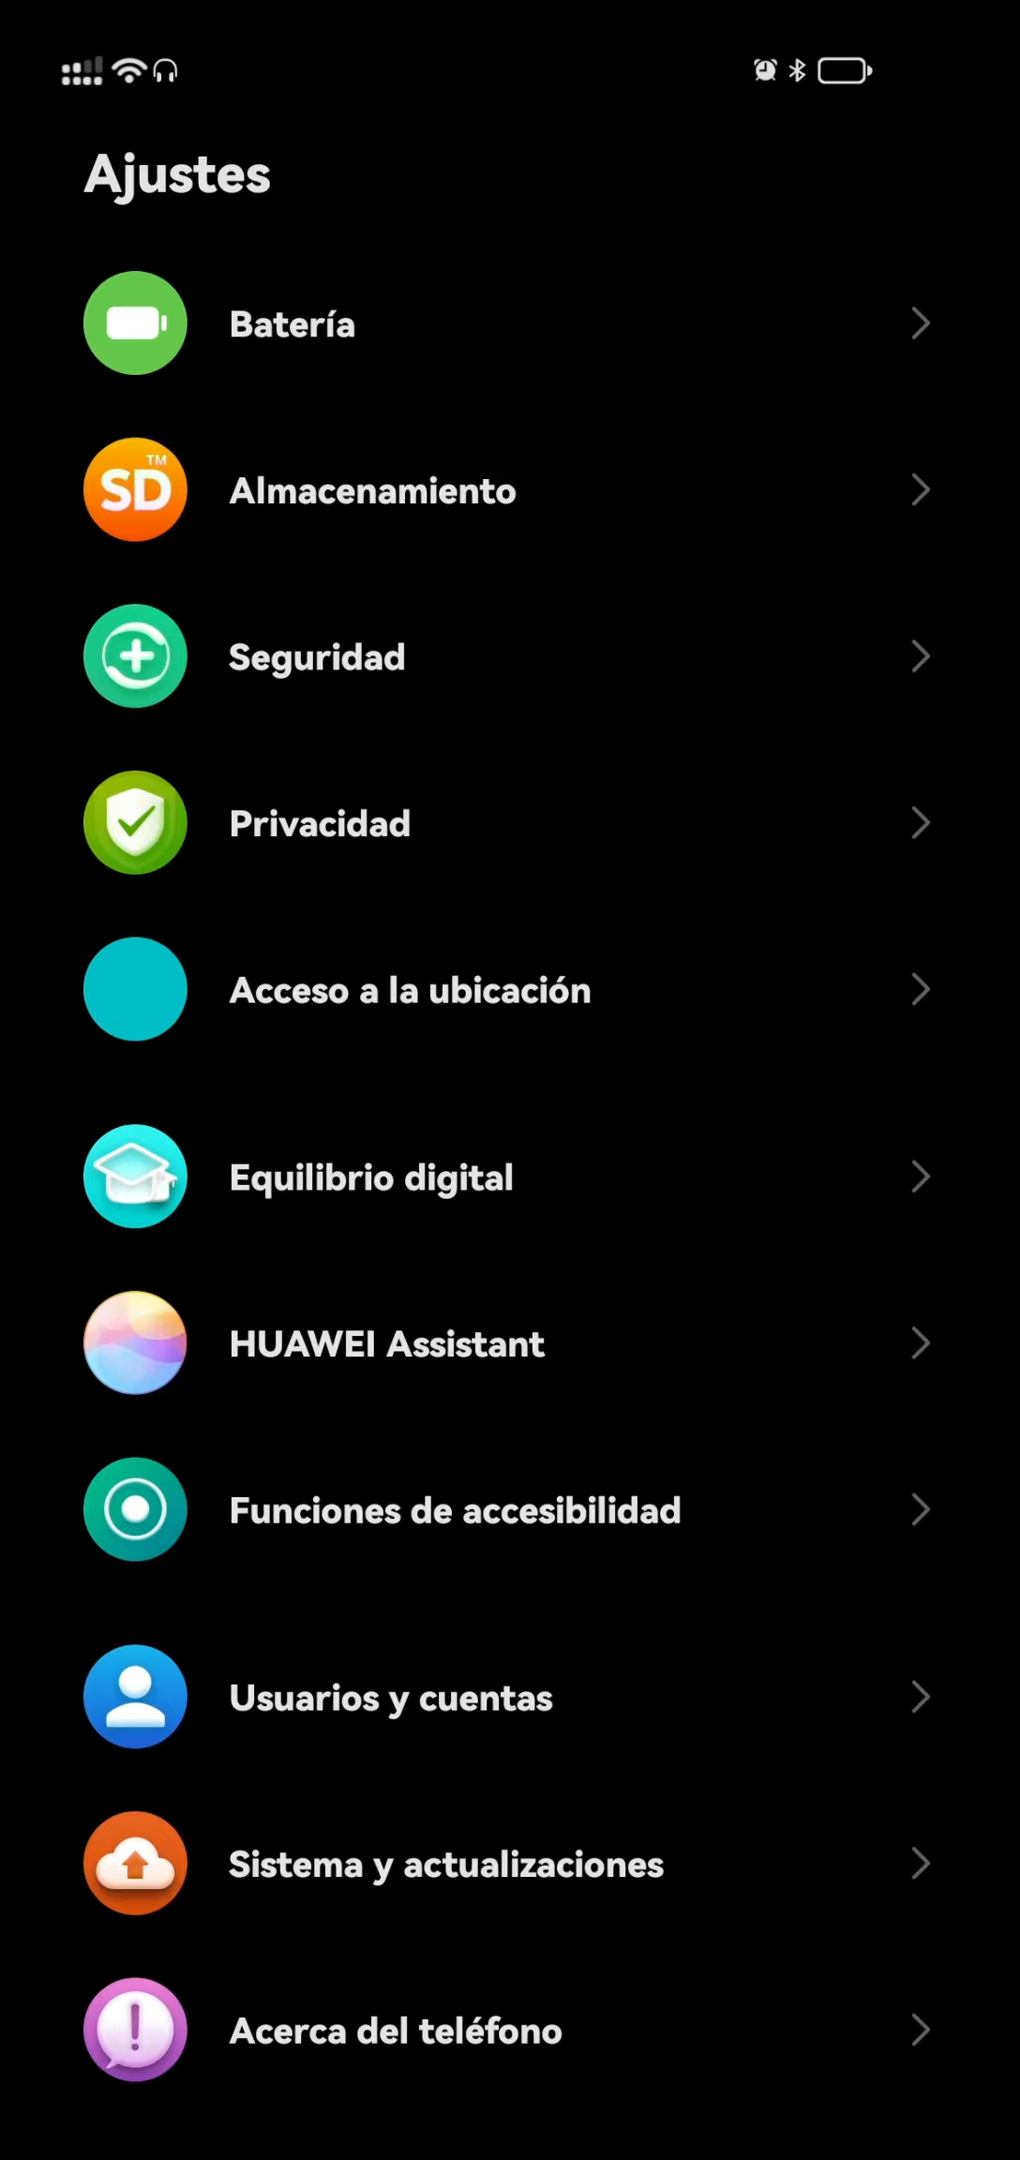 Ajustes
Batería
SD™
Almacenamiento
Seguridad
Privacidad
Acceso a la ubicación
Equilibrio digital
HUAWEI Assistant
Funciones de accesibilidad
Usuarios y cuentas
Sistema y actualizaciones
Acerca del teléfono